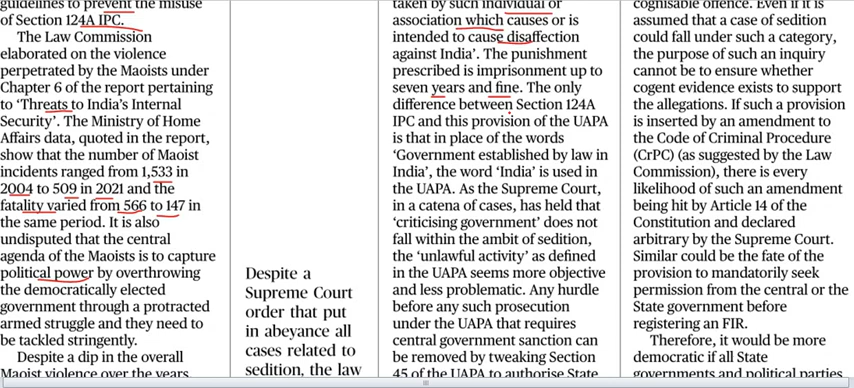 guidelines to prevent the misuse
of Section 124A IPC.
The Law Commission
elaborated on the violence
perpetrated by the Maoists under
Chapter 6 of the report pertaining
to ‘Threats to India’s Internal
Security’. The Ministry of Home
Affairs data, quoted in the report,
show that the number of Maoist
incidents ranged from 1,533 in
2004 to 509 in 2021 and the
fatality varied from 566 to 147 in
the same period. It is also
undisputed that the central
agenda of the Maoists is to capture
political power by overthrowing
the democratically elected
government through a protracted
armed struggle and they need to
be tackled stringently.
Despite a dip in the overall
Maoist violence over the years,
Despite a
Supreme Court
order that put
in abeyance all
cases related to
sedition, the law
taken by such individual or
association which causes or is
intended to cause disaffection
against India’. The punishment
prescribed is imprisonment up to
seven years and fine. The only
difference between Section 124A
IPC and this provision of the UAPA
is that in place of the words
‘Government established by law in
India’, the word ‘India’ is used in
the UAPA. As the Supreme Court,
in a catena of cases, has held that
‘criticising government’ does not
fall within the ambit of sedition,
the ‘unlawful activity’ as defined
in the UAPA seems more objective
and less problematic. Any hurdle
before any such prosecution
under the UAPA that requires
central government sanction can
be removed by tweaking Section
45 of the UAPA to authorise State
cognisable offence. Even if it is
assumed that a case of sedition
could fall under such a category,
the purpose of such an inquiry
cannot be to ensure whether
cogent evidence exists to support
the allegations. If such a provision
is inserted by an amendment to
the Code of Criminal Procedure
(CrPC) (as suggested by the Law
Commission), there is every
likelihood of such an amendment
being hit by Article 14 of the
Constitution and declared
arbitrary by the Supreme Court.
Similar could be the fate of the
provision to mandatorily seek
permission from the central or the
State government before
registering an FIR.
Therefore, it would be more
democratic if all State
governments and political parties